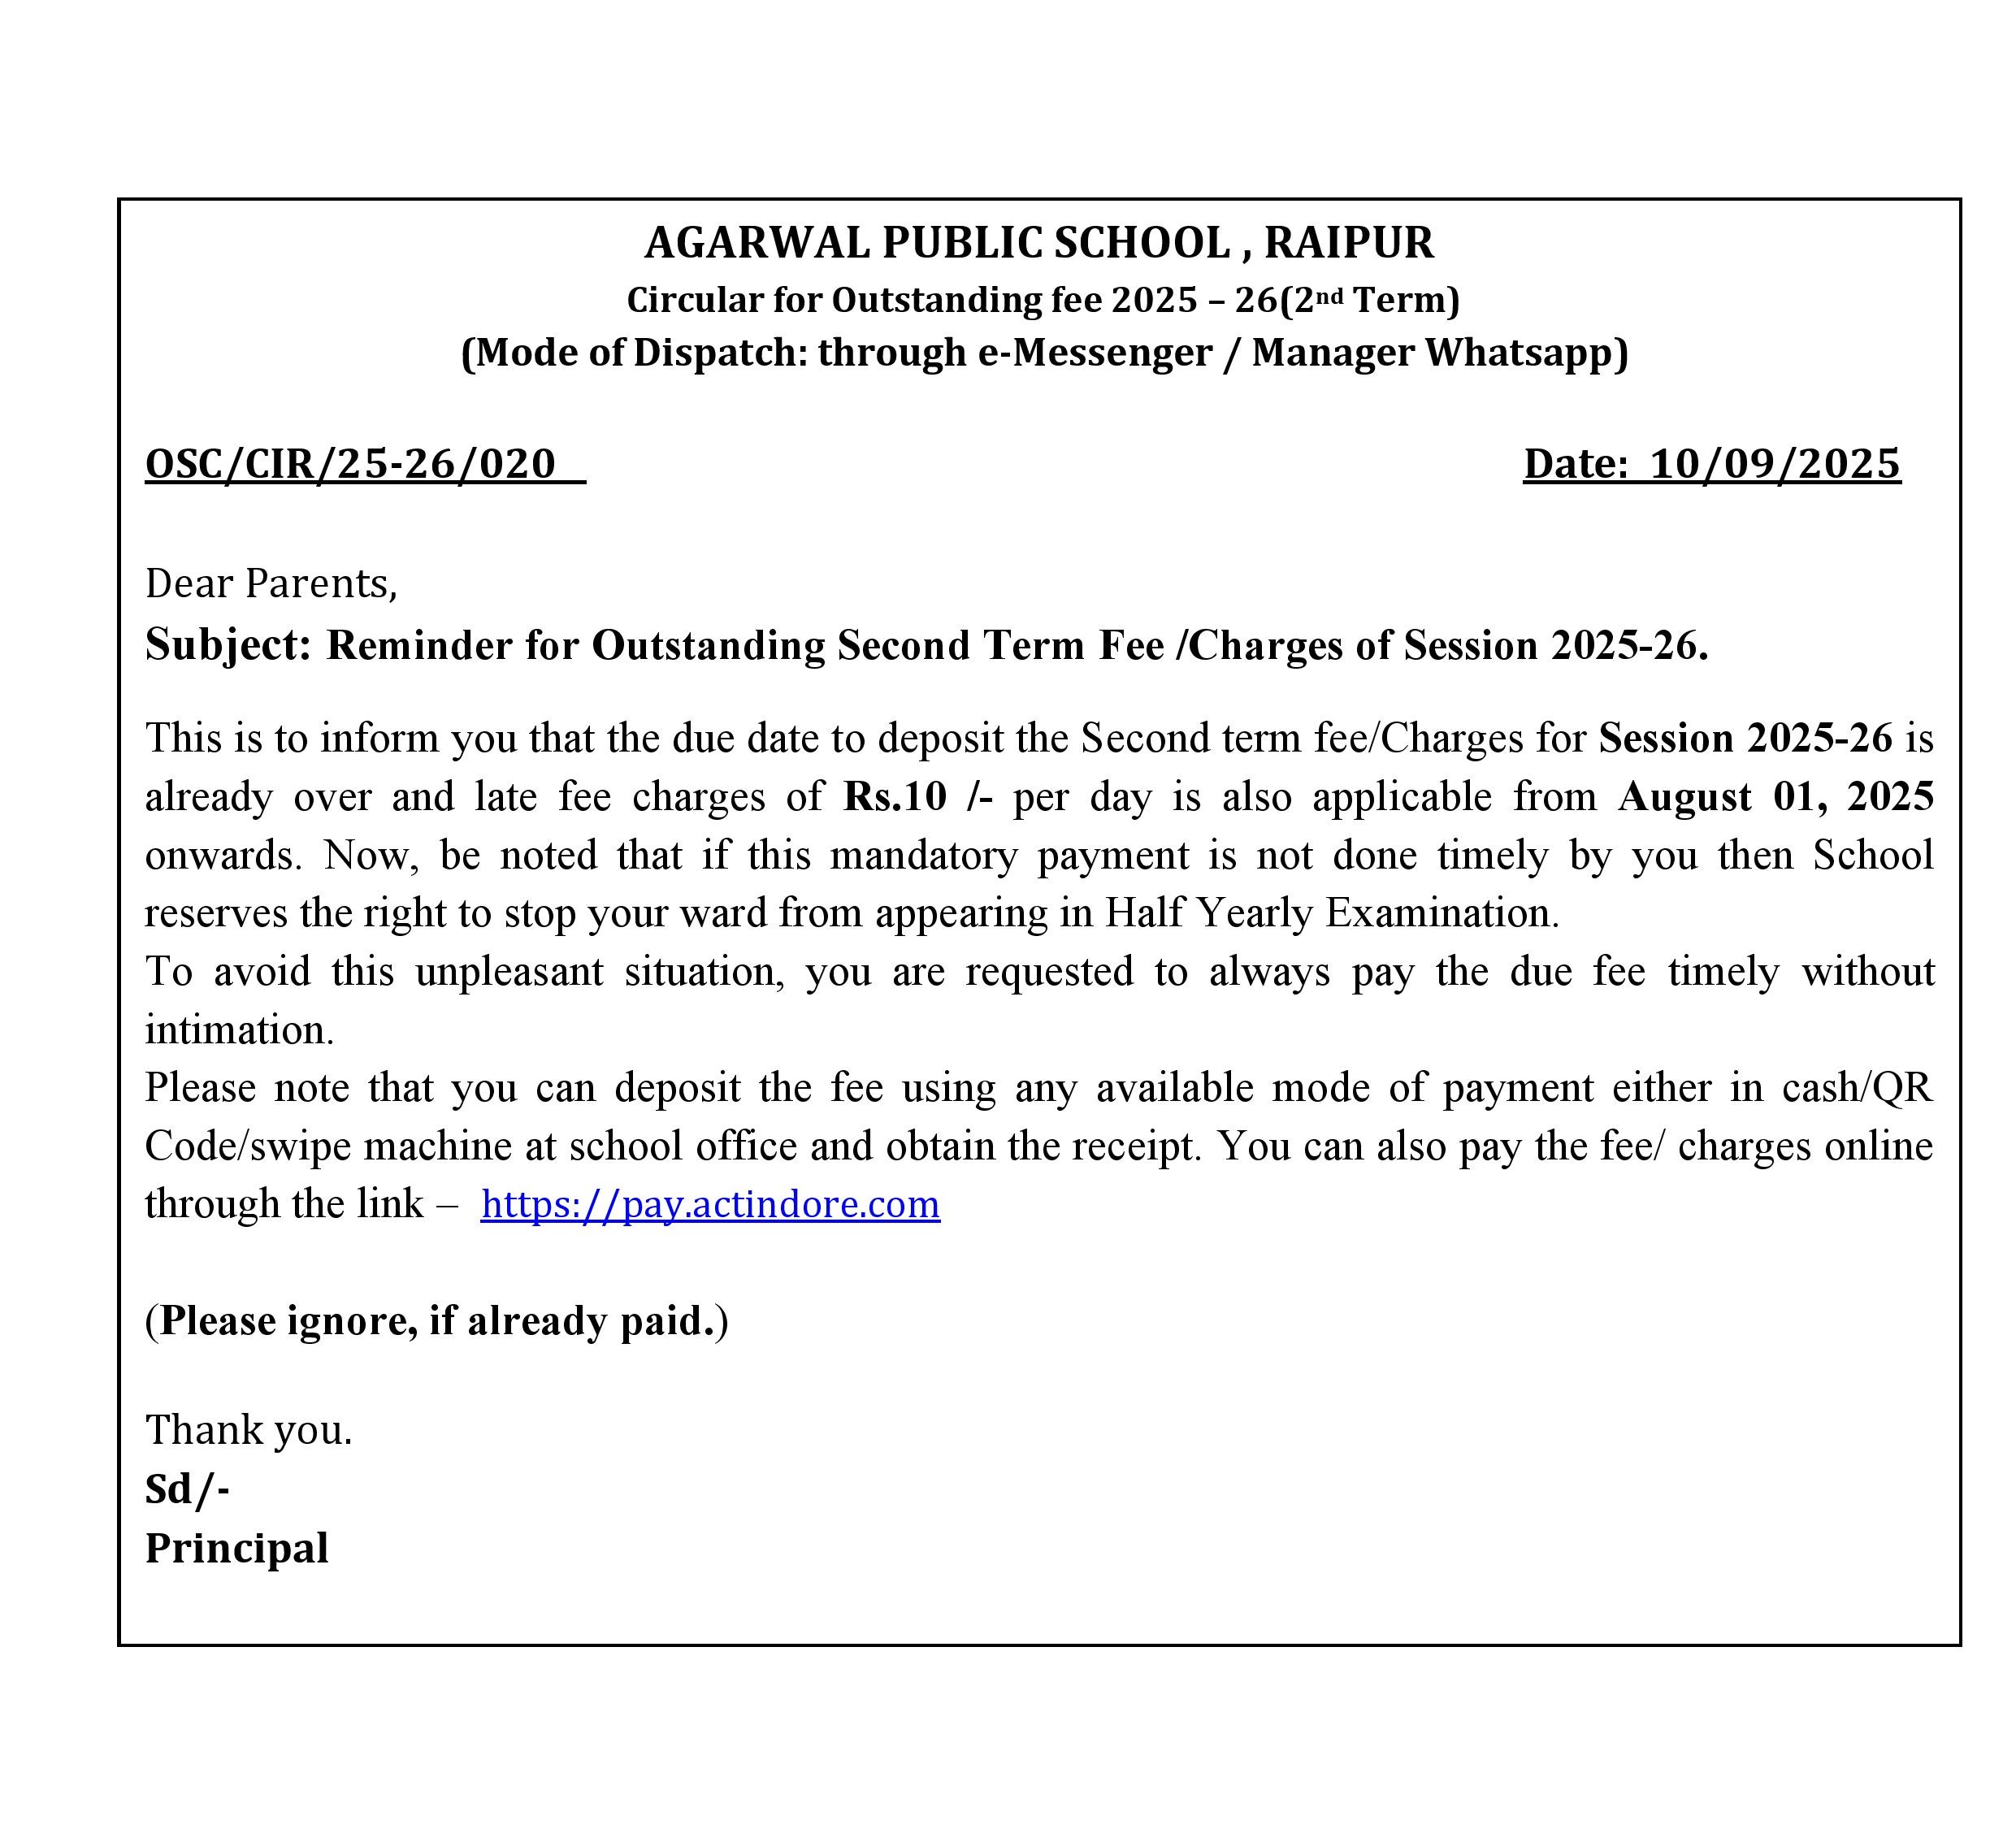 AGARWAL PUBLIC SCHOOL , RAIPUR
Circular for Outstanding fee 2025 – 26(2nd Term)
(Mode of Dispatch: through e-Messenger / Manager Whatsapp)
OSC/CIR/25-26/020 Date: 10/09/2025
Dear Parents,
Subject: Reminder for Outstanding Second Term Fee /Charges of Session 2025-26.
This is to inform you that the due date to deposit the Second term fee/Charges for Session 2025-26 is
already over and late fee charges of Rs.10 /- per day is also applicable from August 01, 2025
onwards. Now, be noted that if this mandatory payment is not done timely by you then School
reserves the right to stop your ward from appearing in Half Yearly Examination.
To avoid this unpleasant situation, you are requested to always pay the due fee timely without
intimation.
Please note that you can deposit the fee using any available mode of payment either in cash/QR
Code/swipe machine at school office and obtain the receipt. You can also pay the fee/ charges online
through the link – https://pay.actindore.com
(Please ignore, if already paid.)
Thank you.
Sd/-
Principal